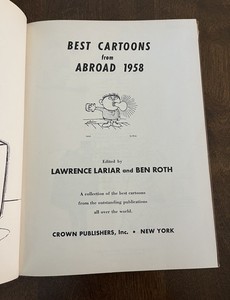 BEST CARTOONS
from
ABROAD 1958
Edited by
LAWRENCE LARIAR and BEN ROTH
A collection of the best cartoons
from the outstanding publications
all over the world.
CROWN PUBLISHERS, Inc. • NEW YORK